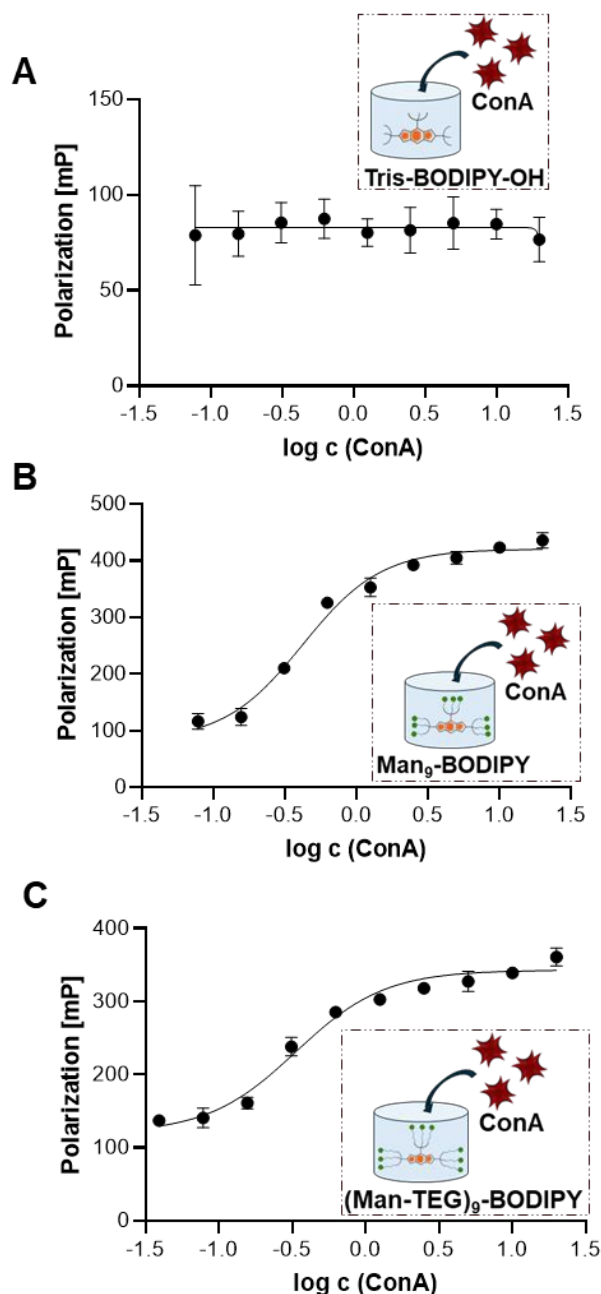 A
ConA
Tris-BODIPY-OH
Polarization [mP]
150
100
50
0
-1.5 -1.0 -0.5 0.0 0.5 1.0 1.5
log c (ConA)
B
Polarization [mP]
500
400
300
200
100
0
ConA
Man₉-BODIPY
-1.5 -1.0 -0.5 0.0 0.5 1.0 1.5
log c (ConA)
C
Polarization [mP]
400
300
200
100
0
ConA
(Man-TEG)₉-BODIPY
-1.5 -1.0 -0.5 0.0 0.5 1.0 1.5
log c (ConA)